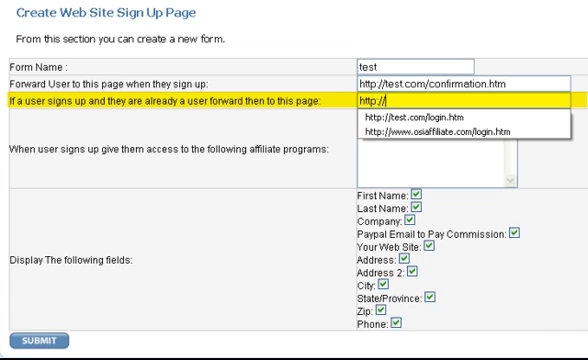 Create Web Site Sign Up Page
From this section you can create a new form.
Form Name : test
Forward User to this page when they sign up: http://test.com/confirmation.htm
If a user signs up and they are already a user forward then to this page: http://
http://test.com/login.htm
http://www.osiaffiliate.com/login.htm
When user signs up give them access to the following affiliate programs:
Display The following fields:
First Name:
Last Name:
Company:
Paypal Email to Pay Commission:
Your Web Site:
Address:
Address 2:
City:
State/Province:
Zip:
Phone:
SUBMIT